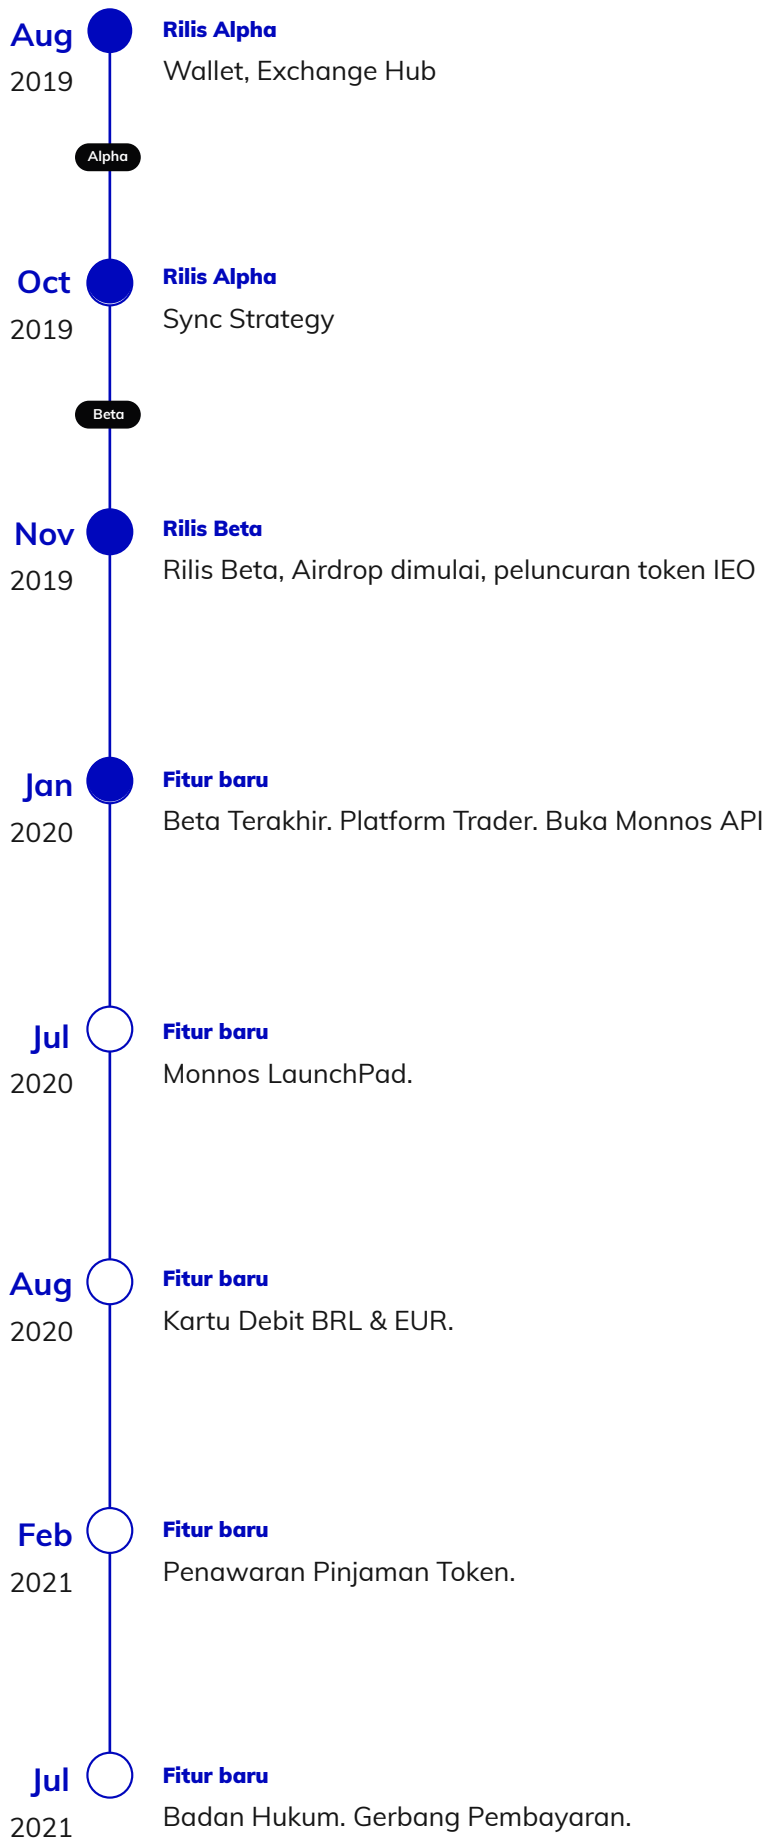 Aug
2019
Rilis Alpha
Wallet, Exchange Hub
Alpha
Oct
2019
Rilis Alpha
Sync Strategy
Beta
Nov
2019
Rilis Beta
Rilis Beta, Airdrop dimulai, peluncuran token IEO
Jan
2020
Fitur baru
Beta Terakhir. Platform Trader. Buka Monnos API
Jul
2020
Fitur baru
Monnos LaunchPad.
Aug
2020
Fitur baru
Kartu Debit BRL & EUR.
Feb
2021
Fitur baru
Penawaran Pinjaman Token.
Jul
2021
Fitur baru
Badan Hukum. Gerbang Pembayaran.